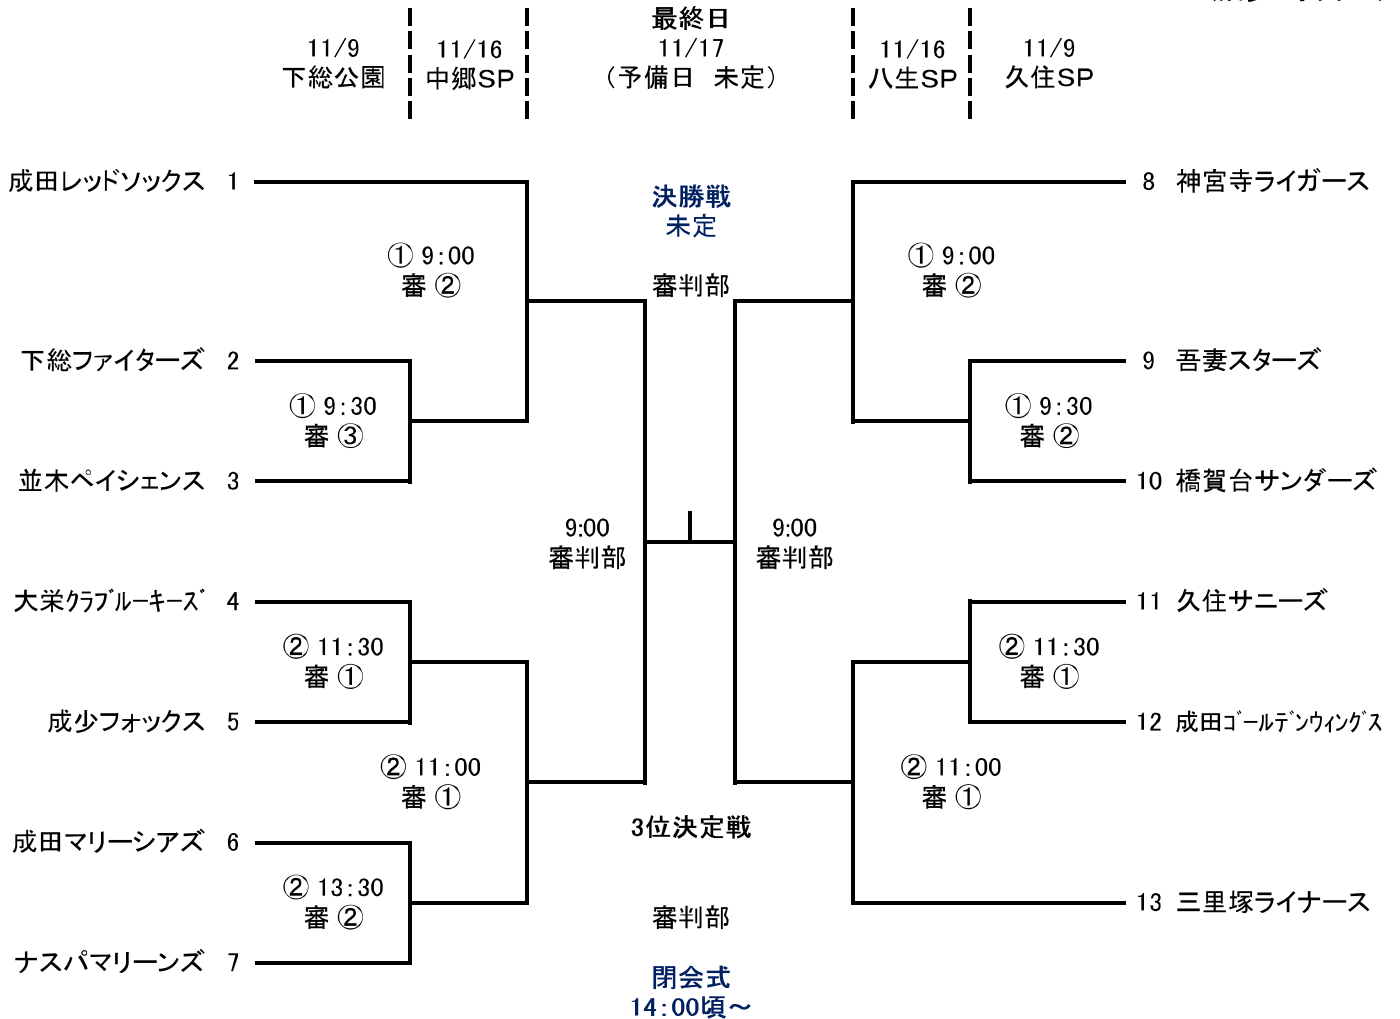 最終日
11/9
11/16
11/17
11/16
11/9
下総公園
中郷SP
（予備日　未定）
八生SP
久住SP
成田レッドソックス 1
8 神宮寺ライガース
決勝戦
未定
① 9:00
審 ②
① 9:00
審 ②
審判部
下総ファイターズ 2
9 吾妻スターズ
① 9:30
審 ③
① 9:30
審 ②
並木ペイシェンス 3
10 橋賀台サンダーズ
9:00
審判部
9:00
審判部
大栄ｸﾗﾌﾞﾙｰｷｰｽﾞ 4
11 久住サニーズ
② 11:30
審 ①
② 11:30
審 ①
成少フォックス 5
12 成田ｺﾞｰﾙﾃﾞﾝｳｨﾝｸﾞｽ
② 11:00
審 ①
② 11:00
審 ①
3位決定戦
成田マリーシアズ 6
② 13:30
審 ②
13 三里塚ライナース
審判部
ナスパマリーンズ 7
閉会式
14:00頃～